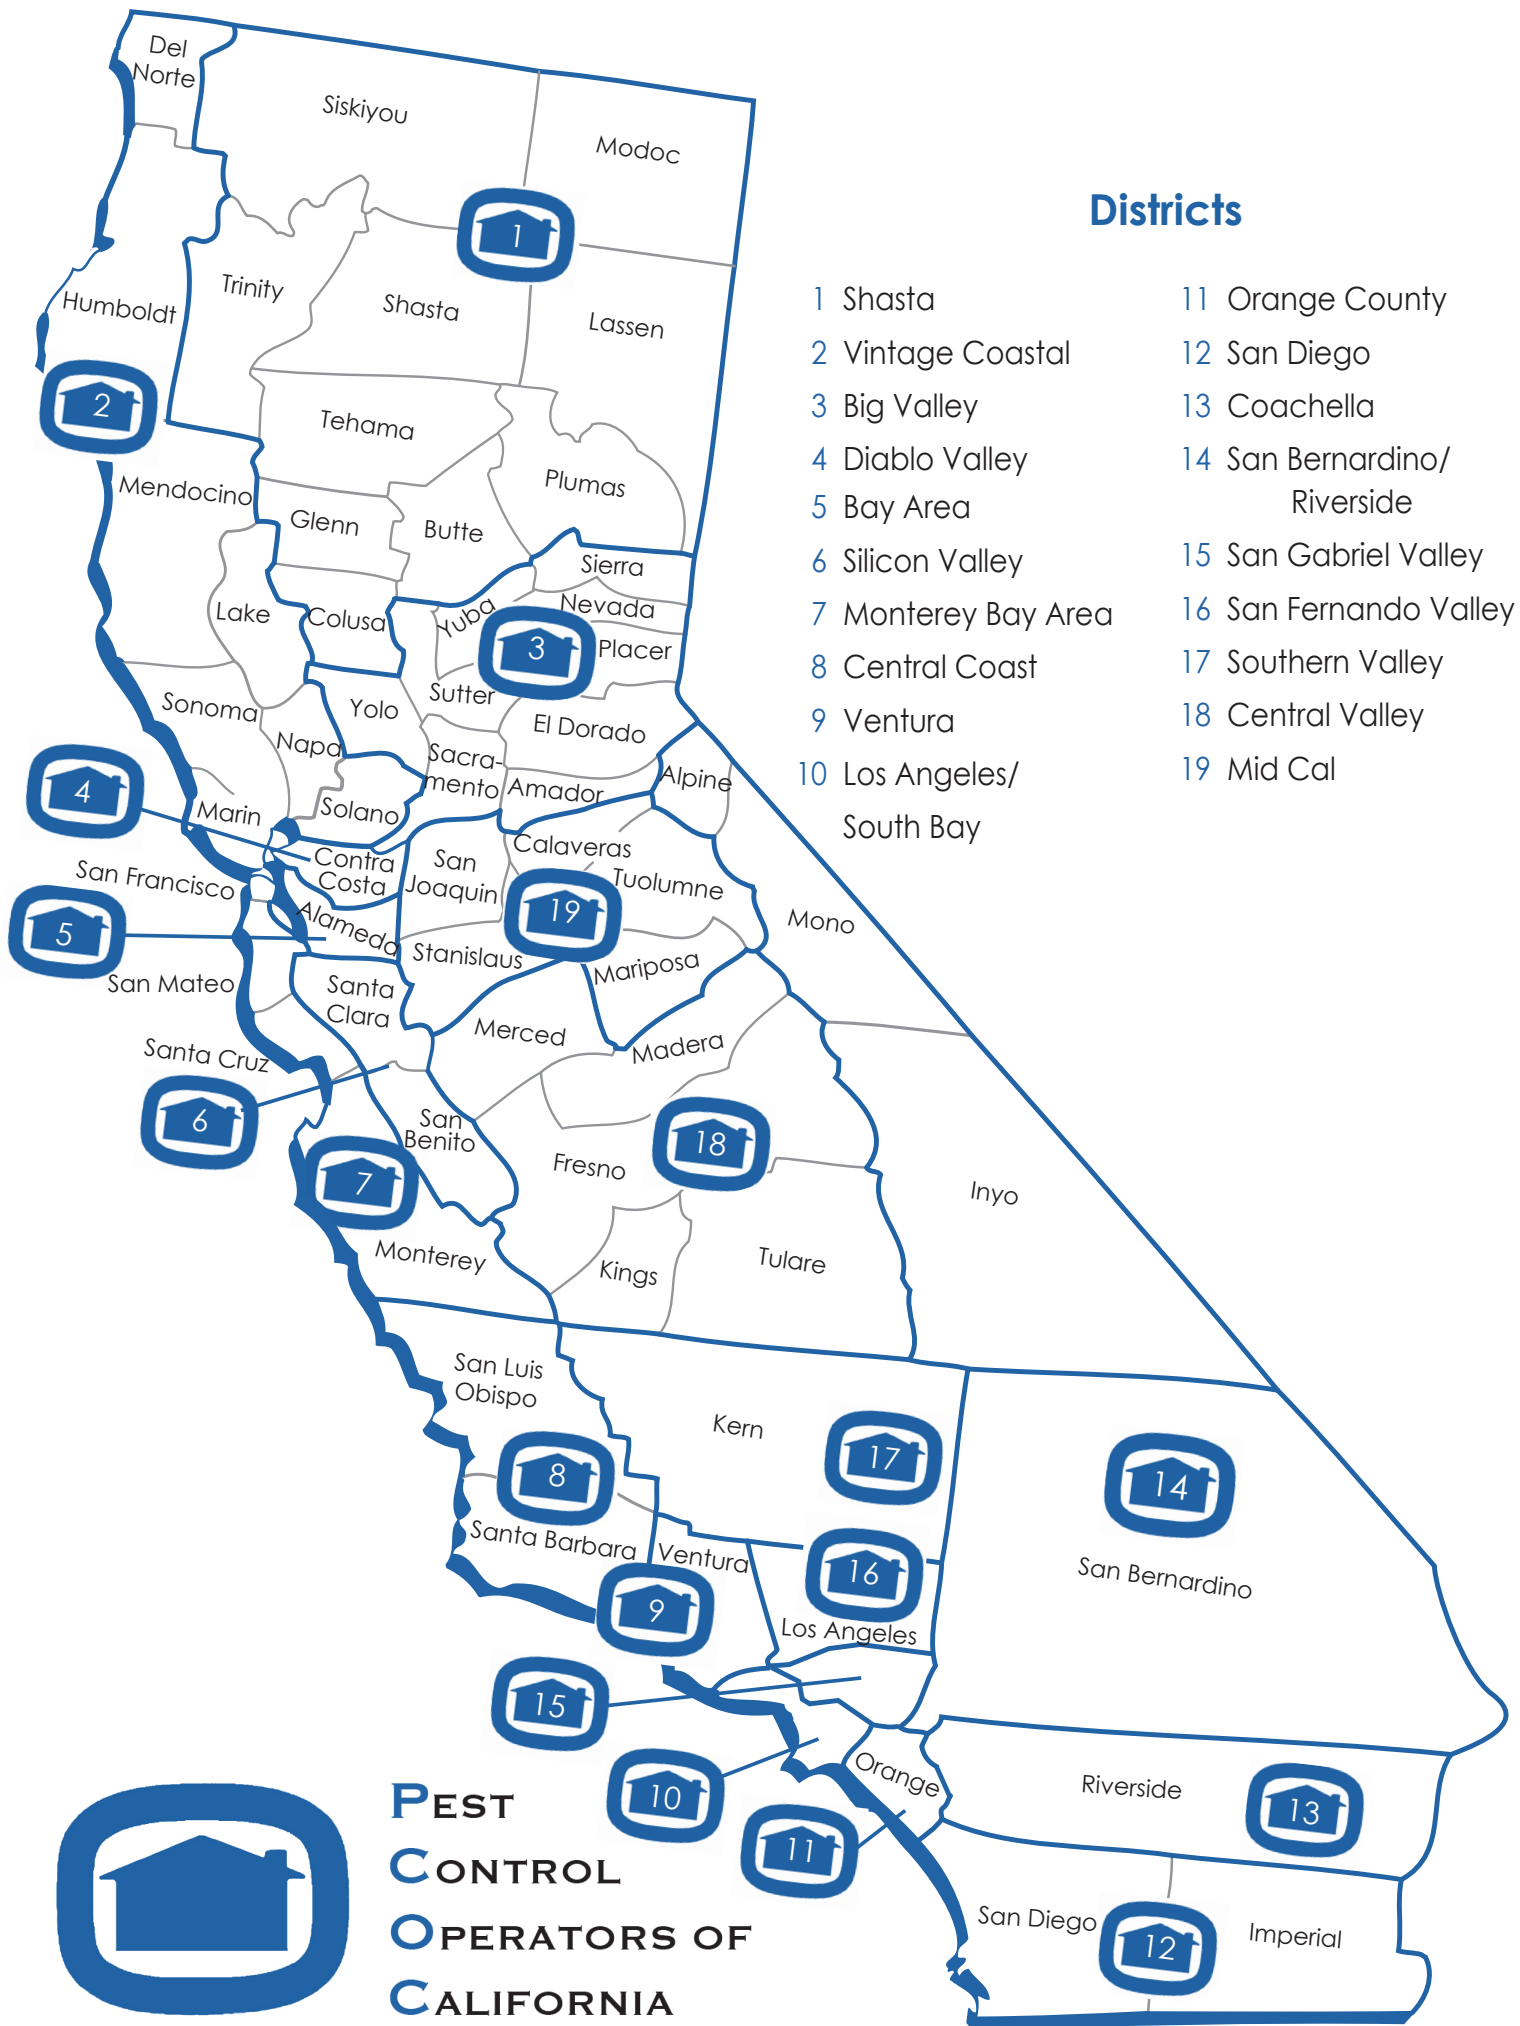 Del
Norte
Siskiyou
Modoc
1
Trinity
Shasta
Lassen
Humboldt
2
Tehama
Plumas
Mendocino
Glenn
Butte
Sierra
Nevada
Yuba
Lake
Colusa
3
Placer
Sutter
Sonoma
Yolo
El Dorado
Napa
Sacra-
mento
Alpine
4
Amador
Marin
Solano
Calaveras
Contra
Costa
San
Joaquin
Tuolumne
San Francisco
19
Mono
5
Alameda
Stanislaus
Mariposa
San Mateo
Santa
Clara
Merced
Madera
Santa Cruz
6
San
Benito
18
Fresno
7
Inyo
Monterey
Kings
Tulare
San Luis
Obispo
Kern
17
8
14
Santa Barbara
Ventura
16
San Bernardino
9
Los Angeles
15
10
Orange
Riverside
13
11
San Diego
12
Imperial
Districts
1 Shasta
2 Vintage Coastal
3 Big Valley
4 Diablo Valley
5 Bay Area
6 Silicon Valley
7 Monterey Bay Area
8 Central Coast
9 Ventura
10 Los Angeles/
South Bay
11 Orange County
12 San Diego
13 Coachella
14 San Bernardino/
Riverside
15 San Gabriel Valley
16 San Fernando Valley
17 Southern Valley
18 Central Valley
19 Mid Cal
PEST
CONTROL
OPERATORS OF
CALIFORNIA